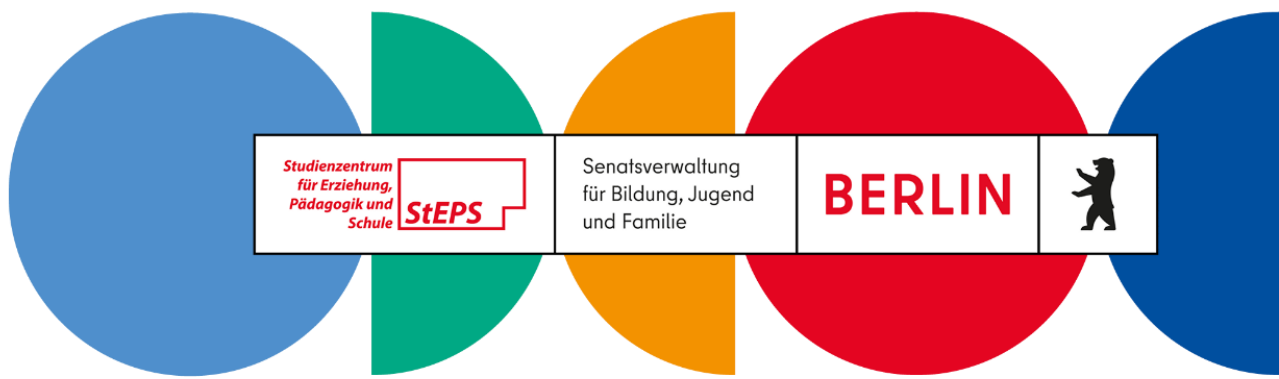 Studienzentrum
für Erziehung,
Pädagogik und
Schule
StEPS
Senatsverwaltung
für Bildung, Jugend
und Familie
BERLIN